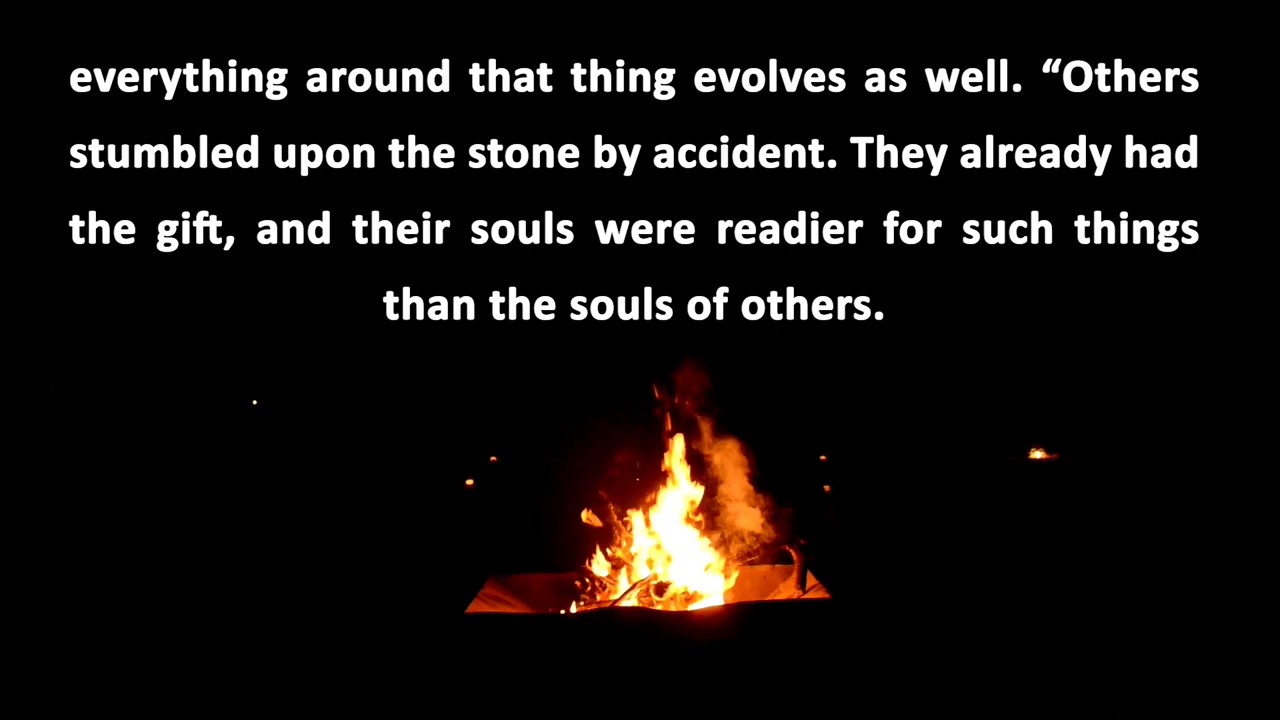 everything around that thing evolves as well. “Others
stumbled upon the stone by accident. They already had
the gift, and their souls were readier for such things
than the souls of others.